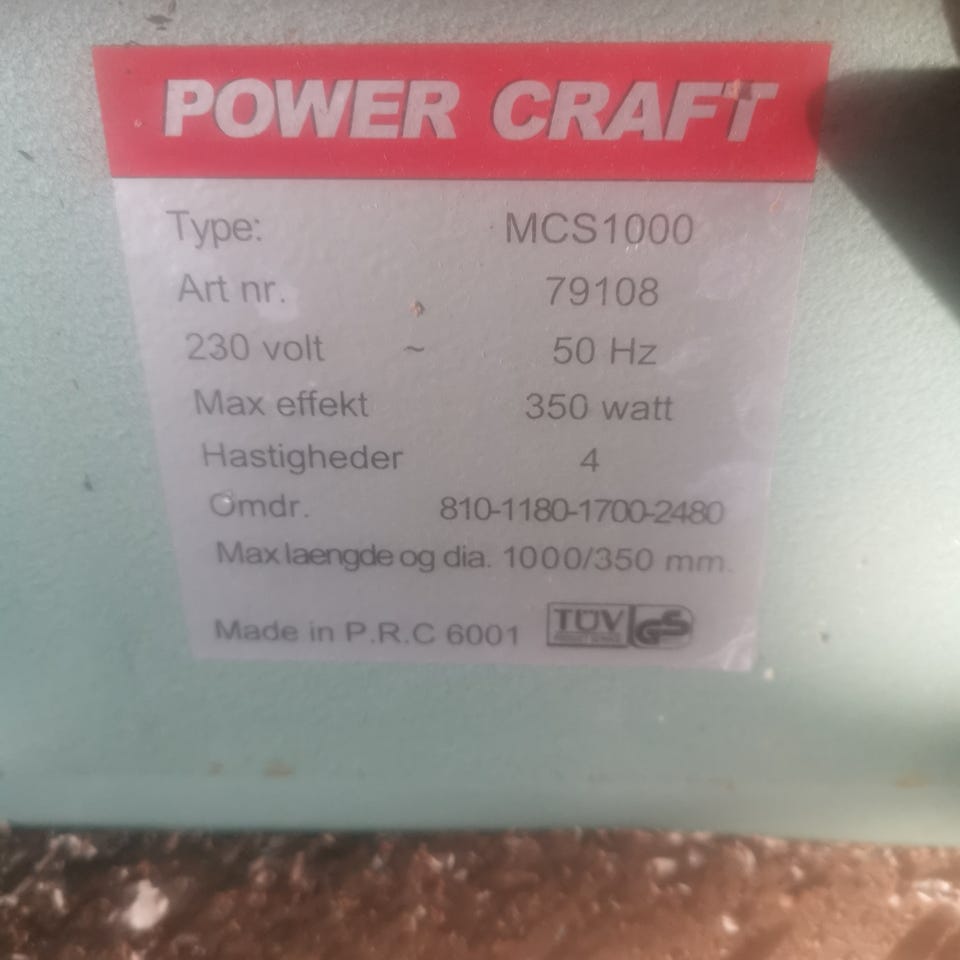 POWER CRAFT
Type: MCS1000
Art nr. 79108
230 volt ~ 50 Hz
Max effekt 350 watt
Hastigheder 4
Omdr. 810-1180-1700-2480
Max laengde og dia. 1000/350 mm.
Made in P.R.C 6001 TÜV GS